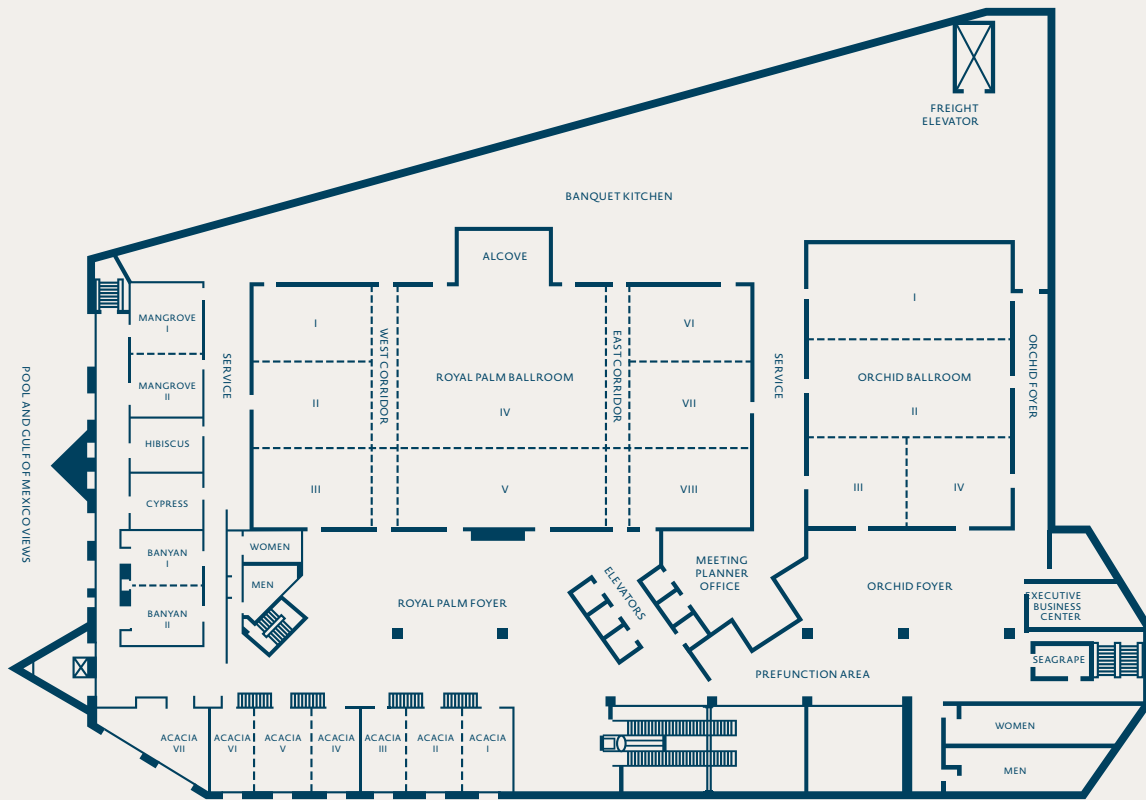 FREIGHT
ELEVATOR
BANQUET KITCHEN
ALCOVE
MANGROVE
I
MANGROVE
II
HIBISCUS
CYPRESS
BANYAN
I
BANYAN
II
POOL AND GULF OF MEXICO VIEWS
SERVICE
I
II
III
WEST CORRIDOR
ROYAL PALM BALLROOM
IV
V
EAST CORRIDOR
VI
VII
VIII
SERVICE
I
ORCHID BALLROOM
II
III
IV
ORCHID FOYER
WOMEN
MEN
ROYAL PALM FOYER
ELEVATORS
MEETING
PLANNER
OFFICE
ORCHID FOYER
EXECUTIVE
BUSINESS
CENTER
SEAGRAPE
PREFUNCTION AREA
ACACIA
VII
ACACIA
VI
ACACIA
V
ACACIA
IV
ACACIA
III
ACACIA
II
ACACIA
I
WOMEN
MEN